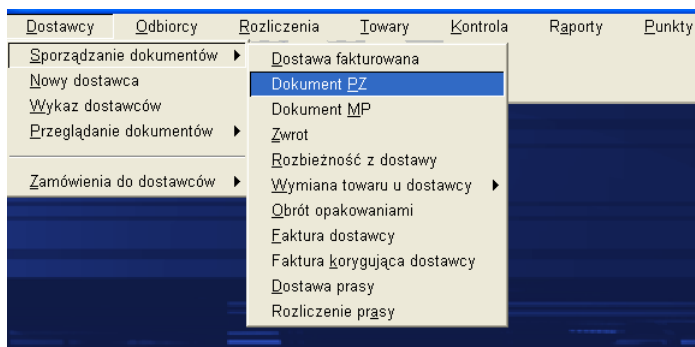 Dostawcy Odbiorcy Rozliczenia Towary Kontrola Raporty Punkty
Sporządzanie dokumentów
Nowy dostawca
Wykaz dostawców
Przeglądanie dokumentów
Zamówienia do dostawców
Dostawa fakturowana
Dokument PZ
Dokument MP
Zwrot
Rozbieżność z dostawy
Wymiana towaru u dostawcy
Obrót opakowaniami
Faktura dostawcy
Faktura korygująca dostawcy
Dostawa prasy
Rozliczenie prasy